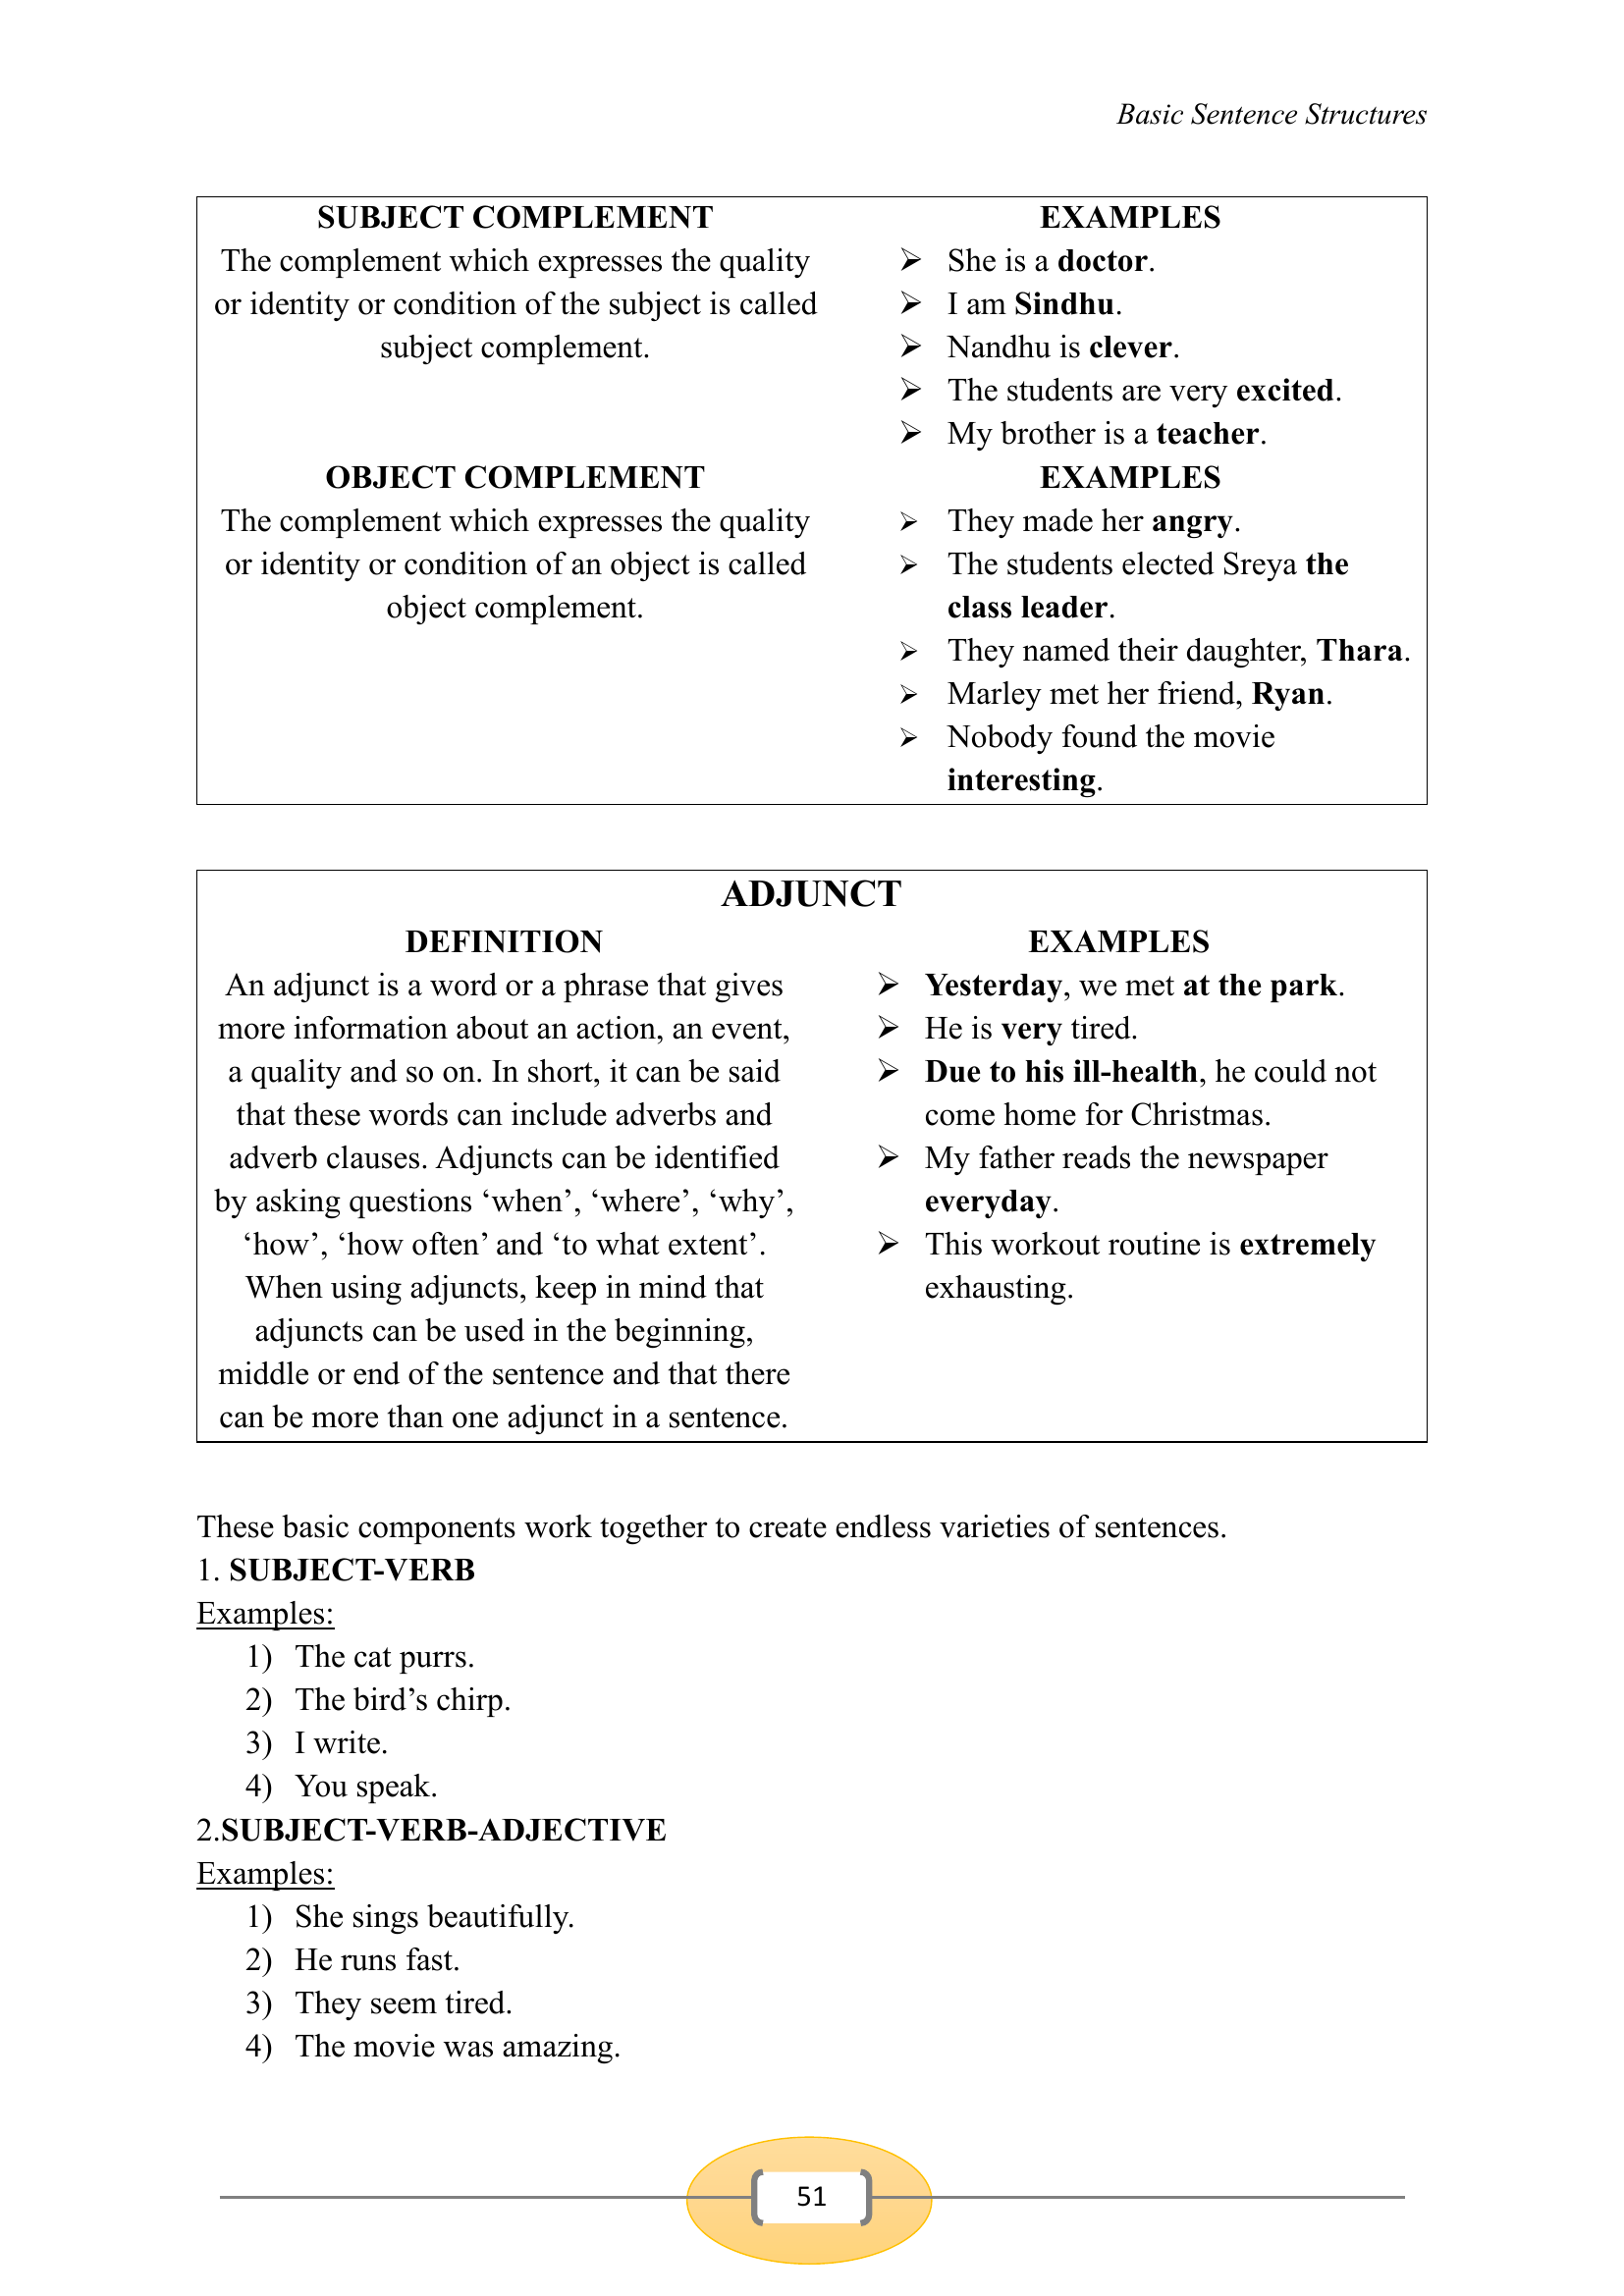 Basic Sentence Structures
SUBJECT COMPLEMENT
The complement which expresses the quality
or identity or condition of the subject is called
subject complement.
EXAMPLES
➢ She is a doctor.
➢ I am Sindhu.
➢ Nandhu is clever.
➢ The students are very excited.
➢ My brother is a teacher.
OBJECT COMPLEMENT
The complement which expresses the quality
or identity or condition of an object is called
object complement.
EXAMPLES
➢ They made her angry.
➢ The students elected Sreya the
class leader.
➢ They named their daughter, Thara.
➢ Marley met her friend, Ryan.
➢ Nobody found the movie
interesting.
ADJUNCT
DEFINITION
An adjunct is a word or a phrase that gives
more information about an action, an event,
a quality and so on. In short, it can be said
that these words can include adverbs and
adverb clauses. Adjuncts can be identified
by asking questions ‘when’, ‘where’, ‘why’,
‘how’, ‘how often’ and ‘to what extent’.
When using adjuncts, keep in mind that
adjuncts can be used in the beginning,
middle or end of the sentence and that there
can be more than one adjunct in a sentence.
EXAMPLES
➢ Yesterday, we met at the park.
➢ He is very tired.
➢ Due to his ill-health, he could not
come home for Christmas.
➢ My father reads the newspaper
everyday.
➢ This workout routine is extremely
exhausting.
These basic components work together to create endless varieties of sentences.
1. SUBJECT-VERB
Examples:
1) The cat purrs.
2) The bird’s chirp.
3) I write.
4) You speak.
2.SUBJECT-VERB-ADJECTIVE
Examples:
1) She sings beautifully.
2) He runs fast.
3) They seem tired.
4) The movie was amazing.
51